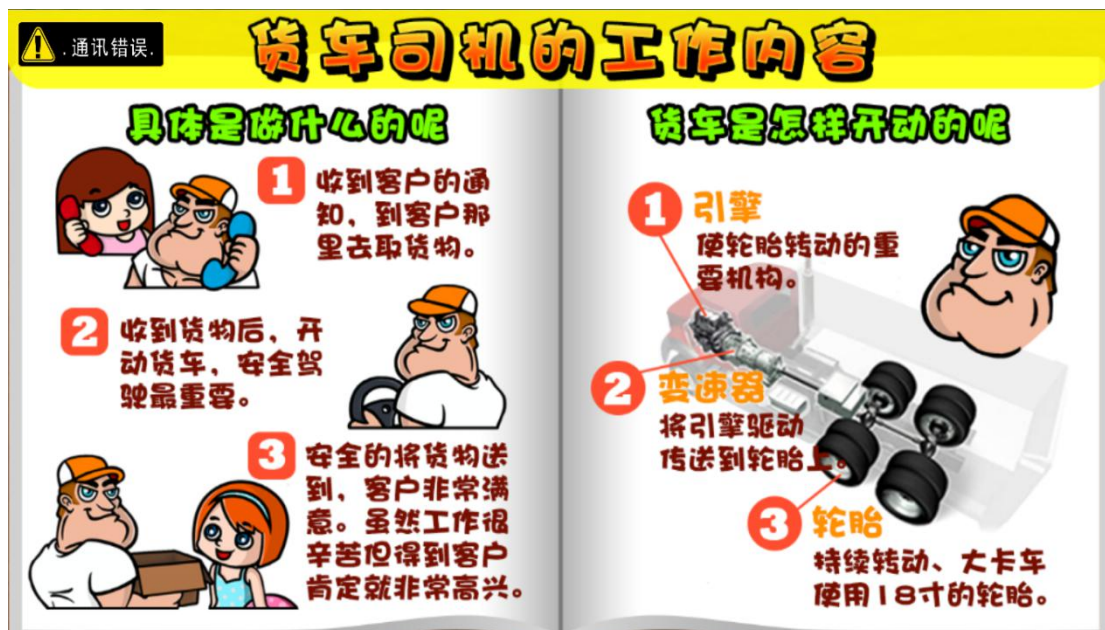 .通讯错误.
货车司机的工作内容
具体是做什么的呢
1
收到客户的通
知，到客户那
里去取货物。
2
收到货物后，开
动货车，安全驾
驶最重要。
3
安全的将货物送
到，客户非常满
意。虽然工作很
辛苦但得到客户
肯定就非常高兴。
货车是怎样开动的呢
1 引擎
使轮胎转动的重
要机构。
2 变速器
将引擎驱动
传送到轮胎上。
3 轮胎
持续转动、大卡车
使用18寸的轮胎。